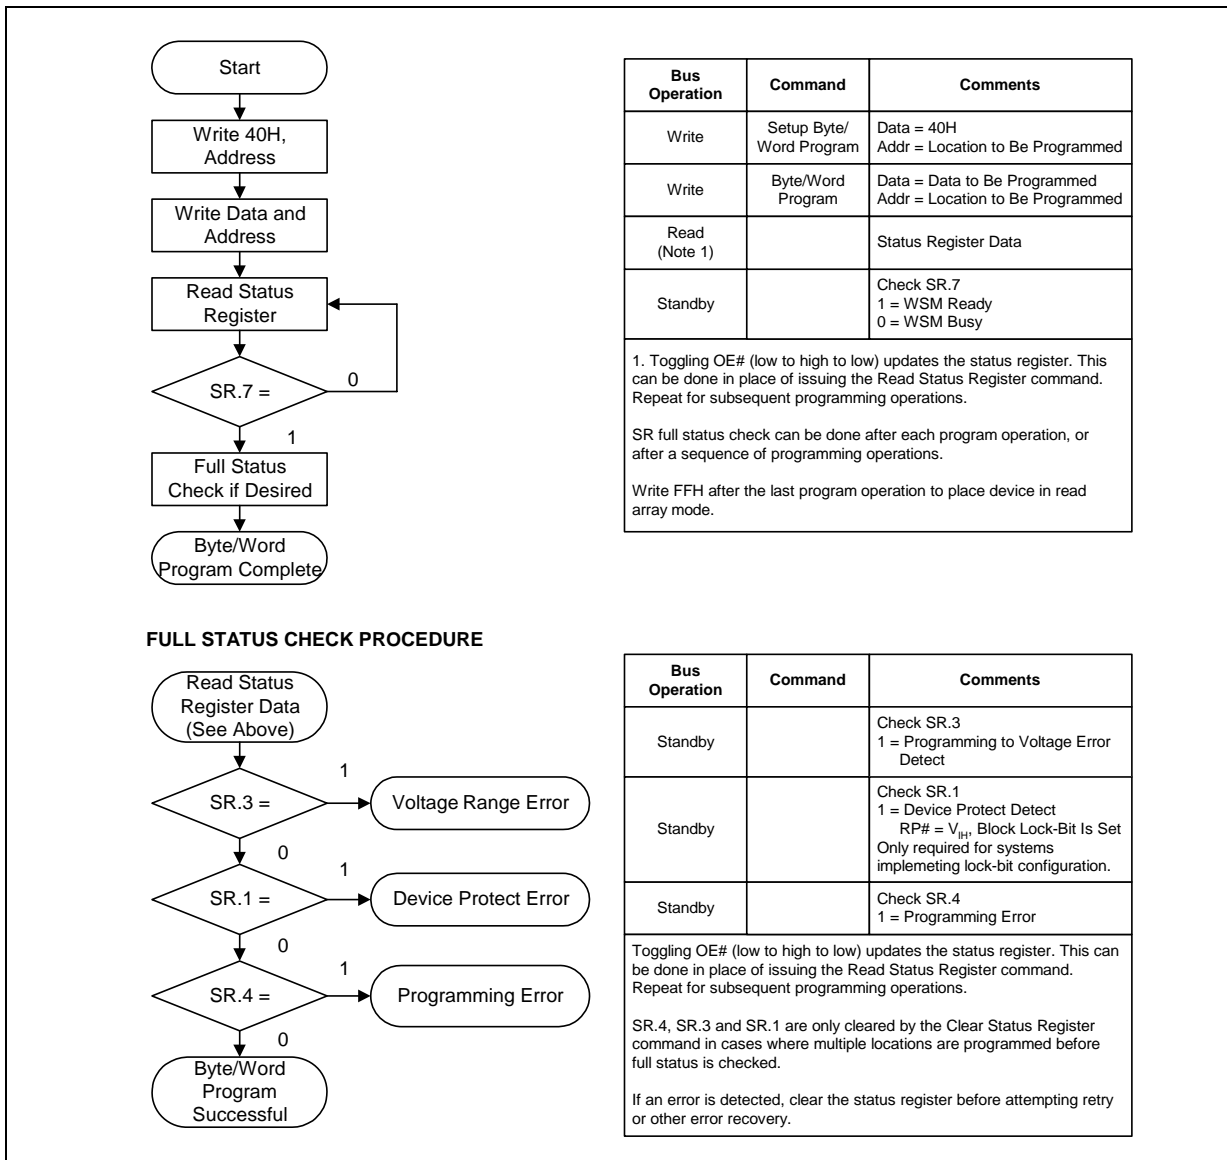 Start
Write 40H,
Address
Write Data and
Address
Read Status
Register
SR.7 =
0
1
Full Status
Check if Desired
Byte/Word
Program Complete
Bus
Operation
Command
Comments
Write
Setup Byte/
Word Program
Data = 40H
Addr = Location to Be Programmed
Write
Byte/Word
Program
Data = Data to Be Programmed
Addr = Location to Be Programmed
Read
(Note 1)
Status Register Data
Standby
Check SR.7
1 = WSM Ready
0 = WSM Busy
1. Toggling OE# (low to high to low) updates the status register. This
can be done in place of issuing the Read Status Register command.
Repeat for subsequent programming operations.
SR full status check can be done after each program operation, or
after a sequence of programming operations.
Write FFH after the last program operation to place device in read
array mode.
FULL STATUS CHECK PROCEDURE
Read Status
Register Data
(See Above)
SR.3 =
1
Voltage Range Error
0
SR.1 =
1
Device Protect Error
0
SR.4 =
1
Programming Error
0
Byte/Word
Program
Successful
Bus
Operation
Command
Comments
Standby
Check SR.3
1 = Programming to Voltage Error
Detect
Standby
Check SR.1
1 = Device Protect Detect
RP# = VIH, Block Lock-Bit Is Set
Only required for systems
implemeting lock-bit configuration.
Standby
Check SR.4
1 = Programming Error
Toggling OE# (low to high to low) updates the status register. This can
be done in place of issuing the Read Status Register command.
Repeat for subsequent programming operations.
SR.4, SR.3 and SR.1 are only cleared by the Clear Status Register
command in cases where multiple locations are programmed before
full status is checked.
If an error is detected, clear the status register before attempting retry
or other error recovery.